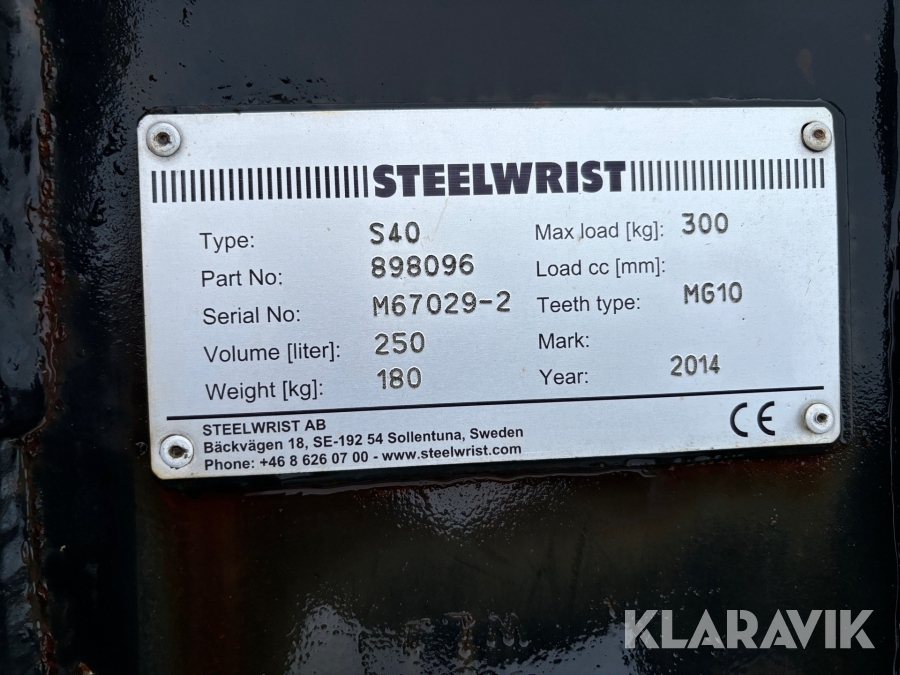 STEELWRIST
Type: S40
Part No: 898096
Serial No: M67029-2
Volume [liter]: 250
Weight [kg]: 180
Max load [kg]: 300
Load cc [mm]:
Teeth type: MG10
Mark:
Year: 2014
STEELWRIST AB
Bäckvägen 18, SE-192 54 Sollentuna, Sweden
Phone: +46 8 626 07 00 - www.steelwrist.com
CE
KLARAVIK